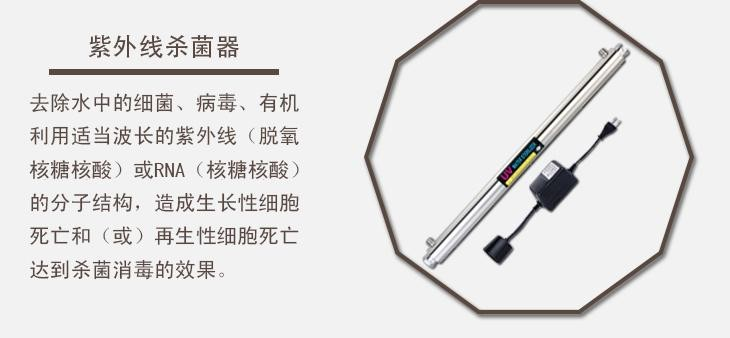 紫外线杀菌器
去除水中的细菌、病毒、有机
利用适当波长的紫外线（脱氧
核糖核酸）或RNA（核糖核酸）
的分子结构，造成生长性细胞
死亡和（或）再生性细胞死亡
达到杀菌消毒的效果。
UV